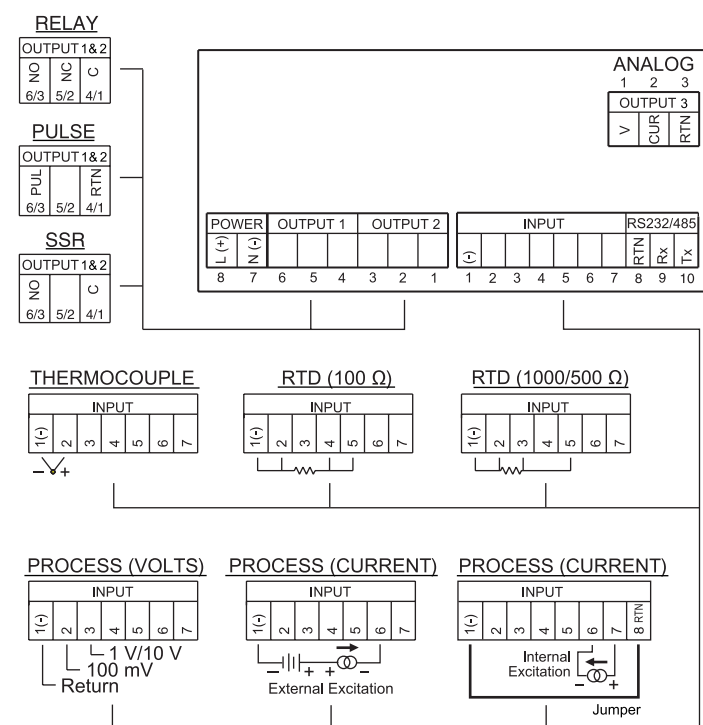 RELAY
OUTPUT 1&2
NO NC C
6/3 5/2 4/1
PULSE
OUTPUT 1&2
PUL RTN
6/3 5/2 4/1
SSR
OUTPUT 1&2
NO C
6/3 5/2 4/1
ANALOG
1 2 3
OUTPUT 3
V CUR RTN
POWER OUTPUT 1 OUTPUT 2 INPUT RS232/485
L (+) N (-) (-) RTN Rx Tx
8 7 6 5 4 3 2 1 1 2 3 4 5 6 7 8 9 10
THERMOCOUPLE
INPUT
1(-) 2 3 4 5 6 7
− +
RTD (100 Ω)
INPUT
1(-) 2 3 4 5 6 7
RTD (1000/500 Ω)
INPUT
1(-) 2 3 4 5 6 7
PROCESS (VOLTS)
INPUT
1(-) 2 3 4 5 6 7
1 V/10 V
100 mV
Return
PROCESS (CURRENT)
INPUT
1(-) 2 3 4 5 6 7
− + + −
External Excitation
PROCESS (CURRENT)
INPUT
1(-) 2 3 4 5 6 7 8 RTN
Internal
Excitation
− +
Jumper